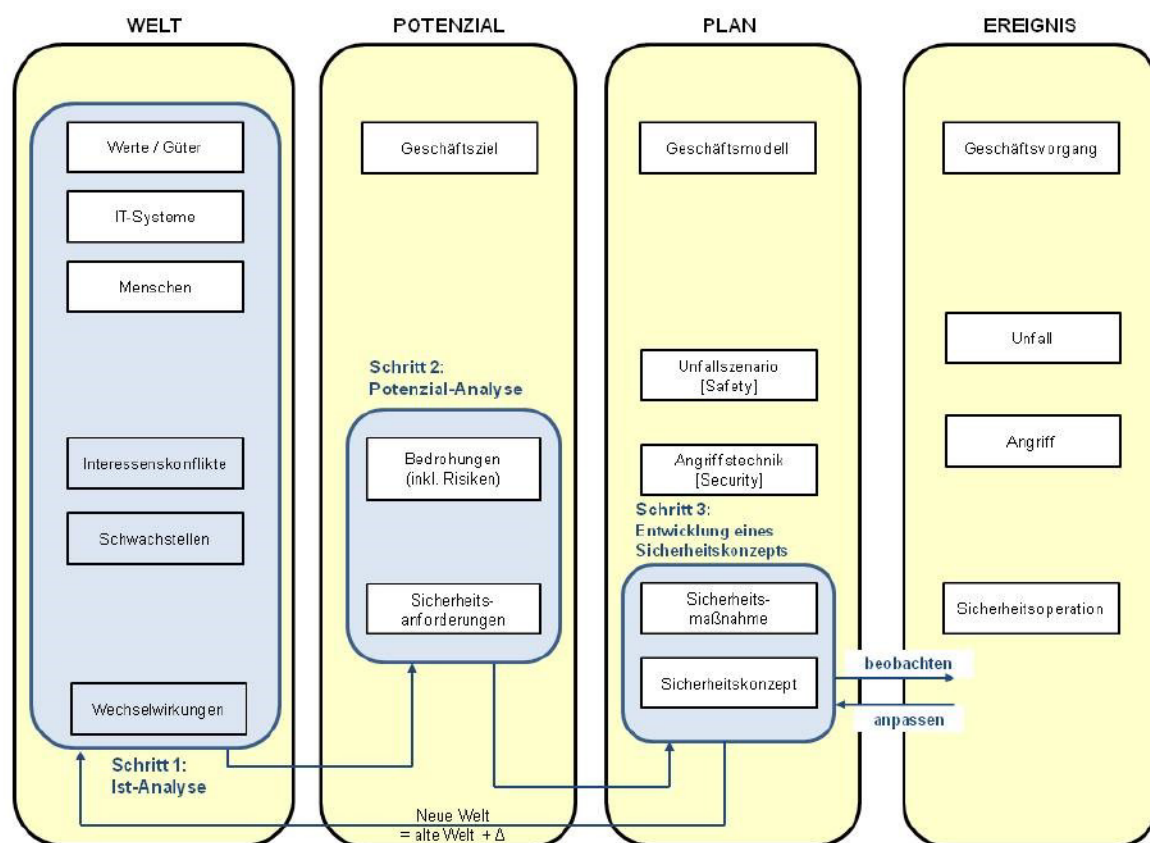 WELT
POTENZIAL
PLAN
EREIGNIS
Werte / Güter
IT-Systeme
Menschen
Interessenskonflikte
Schwachstellen
Wechselwirkungen
Schritt 1:
Ist-Analyse
Geschäftsziel
Schritt 2:
Potenzial-Analyse
Bedrohungen
(inkl. Risiken)
Sicherheits-
anforderungen
Geschäftsmodell
Unfallszenario
[Safety]
Angriffstechnik
[Security]
Schritt 3:
Entwicklung eines
Sicherheitskonzepts
Sicherheits-
maßnahme
Sicherheitskonzept
Geschäftsvorgang
Unfall
Angriff
Sicherheitsoperation
beobachten
anpassen
Neue Welt
= alte Welt + Δ